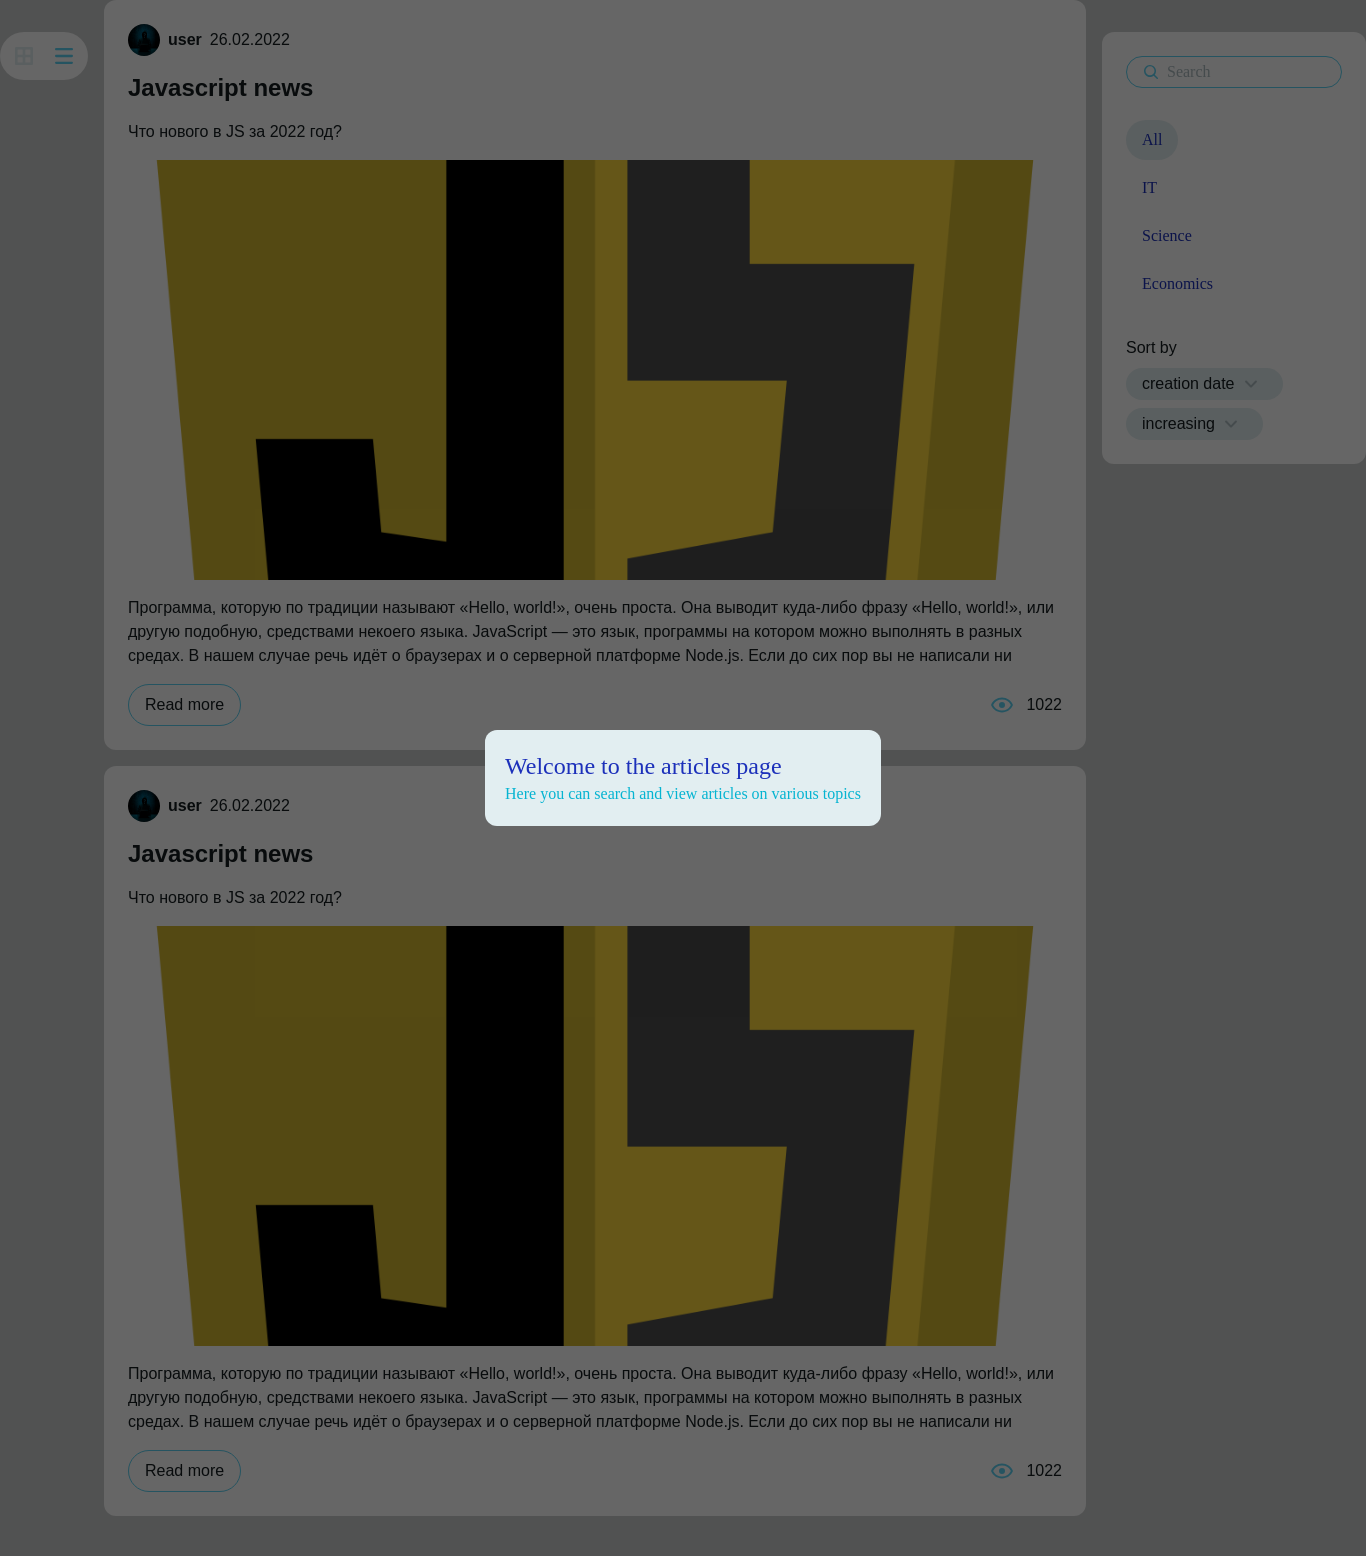 user 26.02.2022
Javascript news
Что нового в JS за 2022 год?
JS
Программа, которую по традиции называют «Hello, world!», очень проста. Она выводит куда-либо фразу «Hello, world!», или
другую подобную, средствами некоего языка. JavaScript — это язык, программы на котором можно выполнять в разных
средах. В нашем случае речь идёт о браузерах и о серверной платформе Node.js. Если до сих пор вы не написали ни
Read more
1022
Search
All
IT
Science
Economics
Sort by
creation date
increasing
Welcome to the articles page
Here you can search and view articles on various topics
user 26.02.2022
Javascript news
Что нового в JS за 2022 год?
JS
Программа, которую по традиции называют «Hello, world!», очень проста. Она выводит куда-либо фразу «Hello, world!», или
другую подобную, средствами некоего языка. JavaScript — это язык, программы на котором можно выполнять в разных
средах. В нашем случае речь идёт о браузерах и о серверной платформе Node.js. Если до сих пор вы не написали ни
Read more
1022